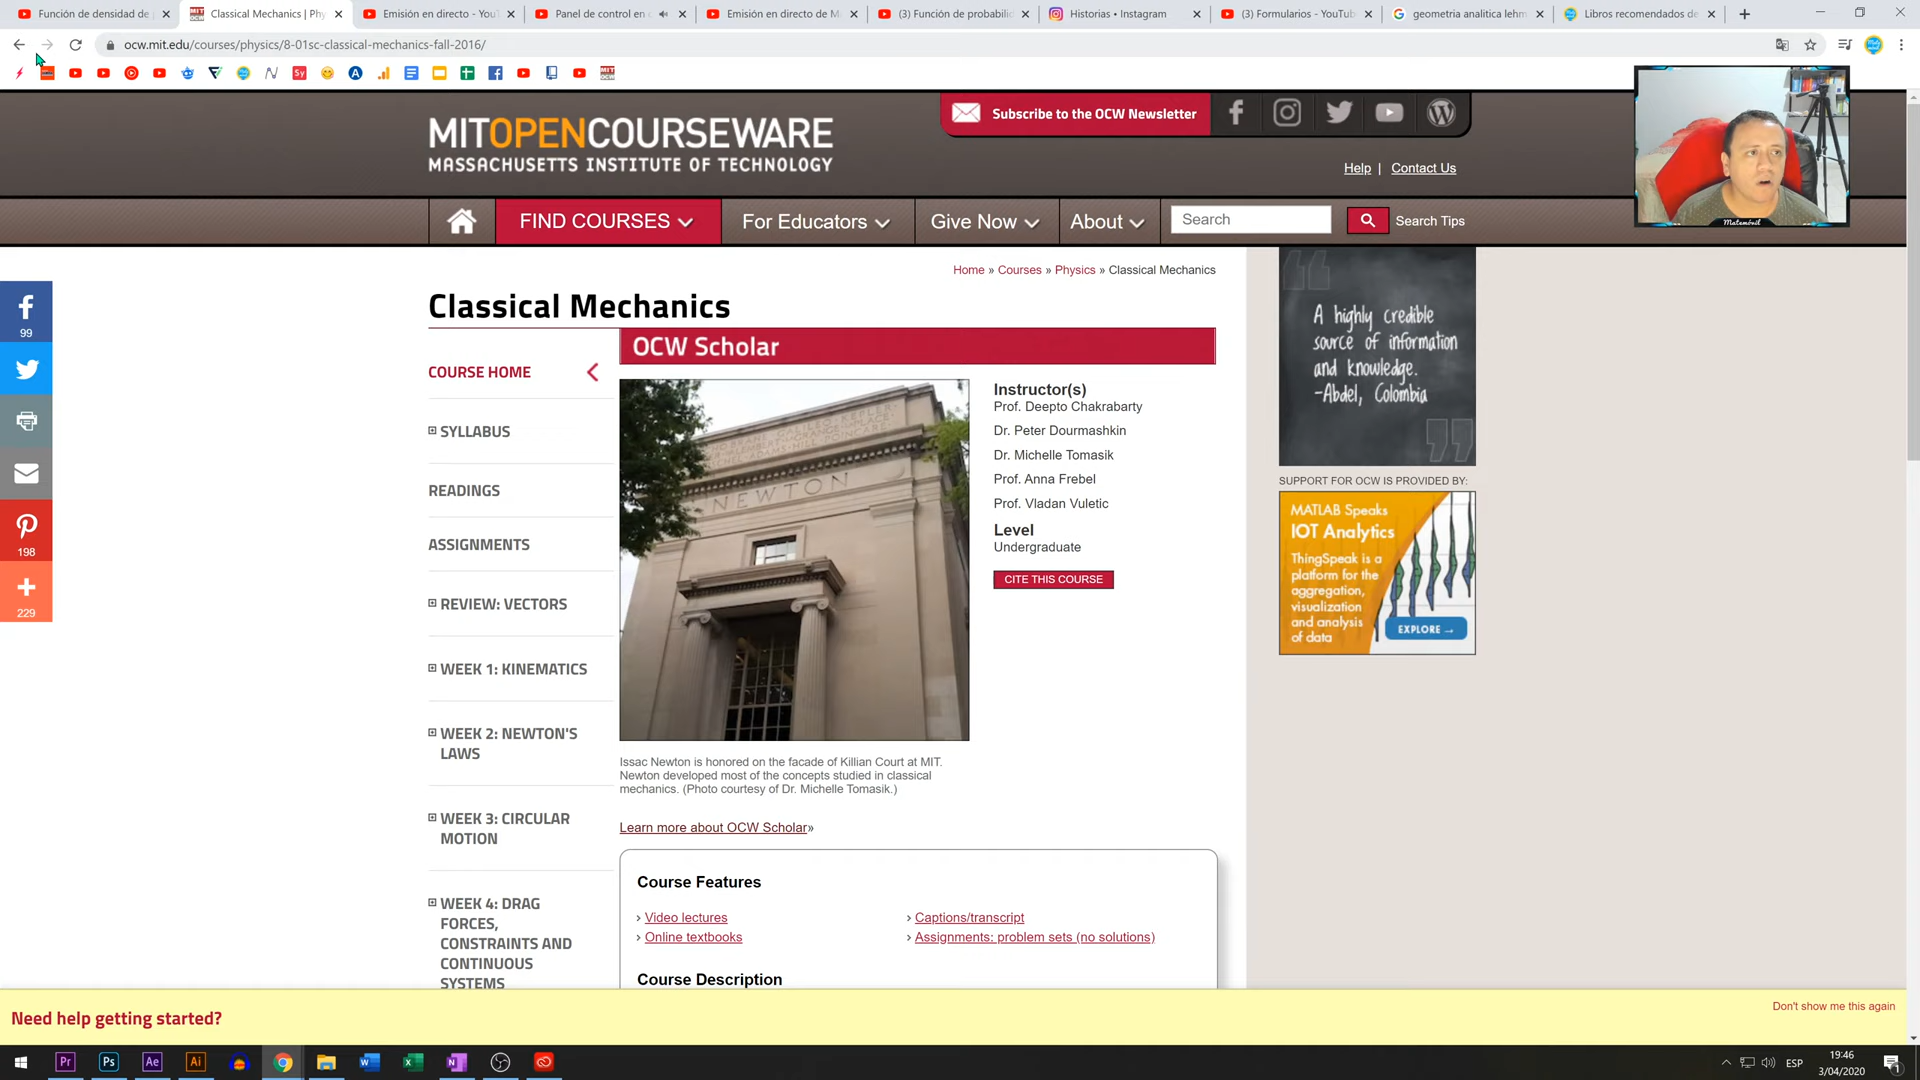 Función de densidad de
Classical Mechanics | Phy
Emisión en directo - YouT
Panel de control en
Emisión en directo de M
(3) Función de probabilid
Historias • Instagram
(3) Formularios - YouTube
geometria analitica lehm
Libros recomendados de
ocw.mit.edu/courses/physics/8-01sc-classical-mechanics-fall-2016/
MITOPENCOURSEWARE
MASSACHUSETTS INSTITUTE OF TECHNOLOGY
Subscribe to the OCW Newsletter
Help | Contact Us
Matemóvil
FIND COURSES
For Educators
Give Now
About
Search
Search Tips
Home » Courses » Physics » Classical Mechanics
Classical Mechanics
OCW Scholar
99
198
229
COURSE HOME
SYLLABUS
READINGS
ASSIGNMENTS
REVIEW: VECTORS
WEEK 1: KINEMATICS
WEEK 2: NEWTON'S
LAWS
WEEK 3: CIRCULAR
MOTION
WEEK 4: DRAG
FORCES,
CONSTRAINTS AND
CONTINUOUS
SYSTEMS
NEWTON
Instructor(s)
Prof. Deepto Chakrabarty
Dr. Peter Dourmashkin
Dr. Michelle Tomasik
Prof. Anna Frebel
Prof. Vladan Vuletic
Level
Undergraduate
CITE THIS COURSE
Issac Newton is honored on the facade of Killian Court at MIT.
Newton developed most of the concepts studied in classical
mechanics. (Photo courtesy of Dr. Michelle Tomasik.)
Learn more about OCW Scholar»
Course Features
Video lectures
Captions/transcript
Online textbooks
Assignments: problem sets (no solutions)
Course Description
A highly credible
source of information
and knowledge.
-Abdel, Colombia
SUPPORT FOR OCW IS PROVIDED BY:
MATLAB Speaks
IOT Analytics
ThingSpeak is a
platform for the
aggregation,
visualization
and analysis
of data
EXPLORE →
Need help getting started?
Don't show me this again
ESP
19:46
3/04/2020